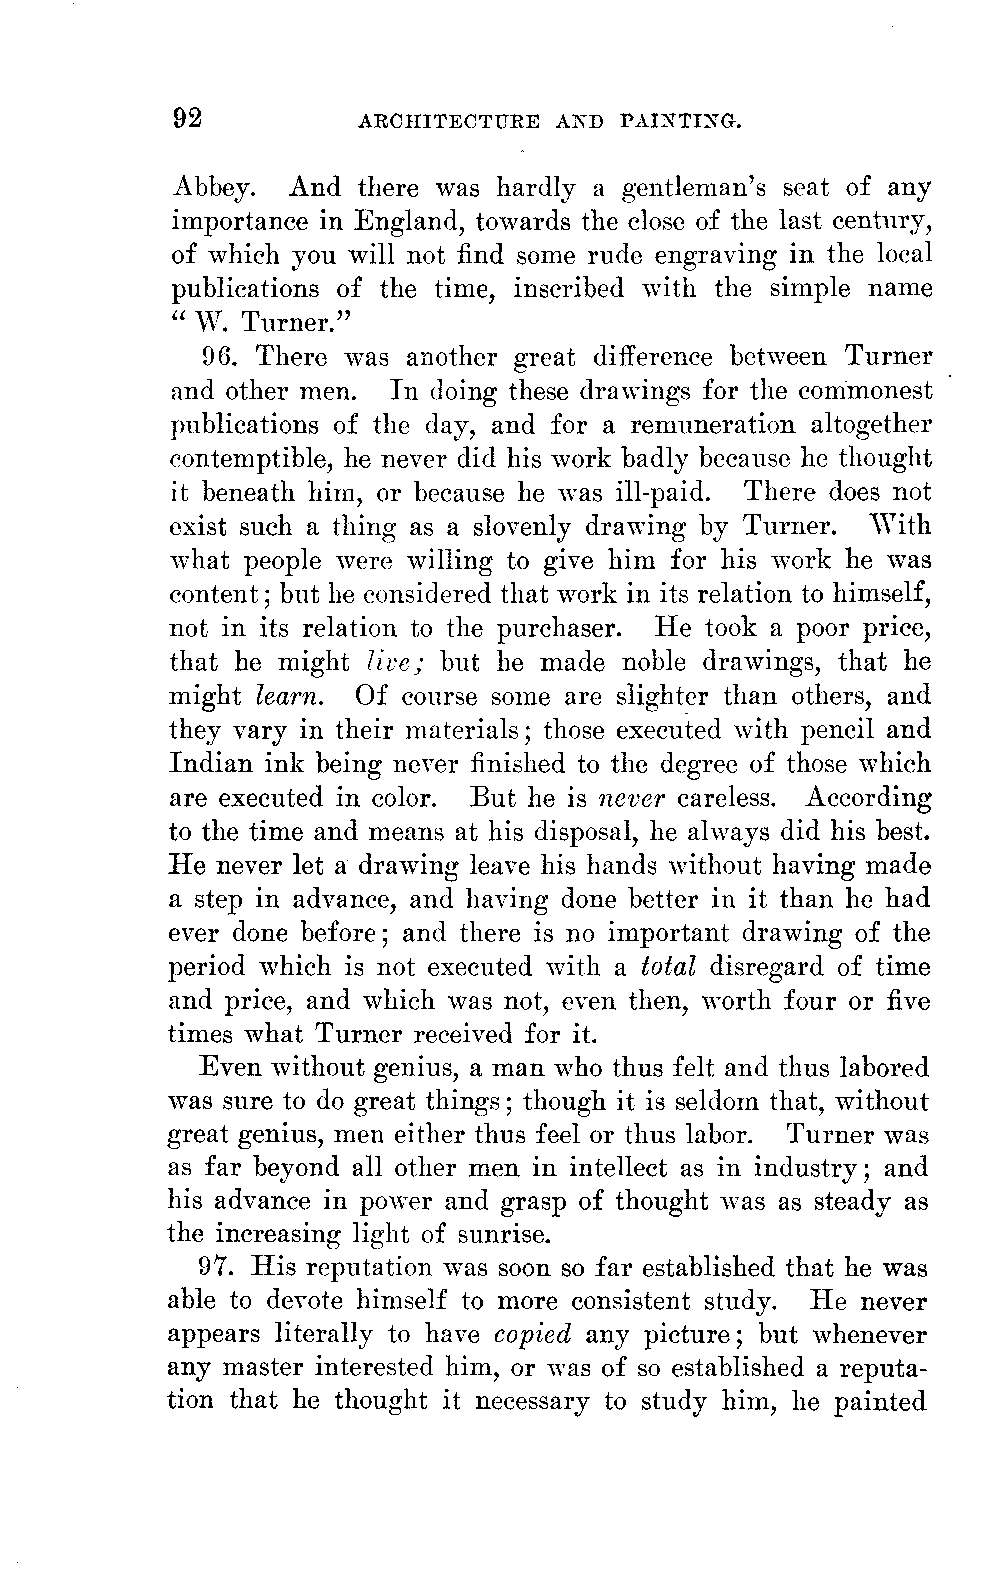 92 ARCHITECTURE AND PAINTING.
Abbey. And there was hardly a gentleman's seat of any
importance in England, towards the close of the last century,
of which you will not find some rude engraving in the local
publications of the time, inscribed with the simple name
“W. Turner.”
96. There was another great difference between Turner
and other men. In doing these drawings for the commonest
publications of the day, and for a remuneration altogether
contemptible, he never did his work badly because he thought
it beneath him, or because he was ill-paid. There does not
exist such a thing as a slovenly drawing by Turner. With
what people were willing to give him for his work he was
content; but he considered that work in its relation to himself,
not in its relation to the purchaser. He took a poor price,
that he might live; but he made noble drawings, that he
might learn. Of course some are slighter than others, and
they vary in their materials; those executed with pencil and
Indian ink being never finished to the degree of those which
are executed in color. But he is never careless. According
to the time and means at his disposal, he always did his best.
He never let a drawing leave his hands without having made
a step in advance, and having done better in it than he had
ever done before; and there is no important drawing of the
period which is not executed with a total disregard of time
and price, and which was not, even then, worth four or five
times what Turner received for it.
Even without genius, a man who thus felt and thus labored
was sure to do great things; though it is seldom that, without
great genius, men either thus feel or thus labor. Turner was
as far beyond all other men in intellect as in industry; and
his advance in power and grasp of thought was as steady as
the increasing light of sunrise.
97. His reputation was soon so far established that he was
able to devote himself to more consistent study. He never
appears literally to have copied any picture; but whenever
any master interested him, or was of so established a reputa-
tion that he thought it necessary to study him, he painted